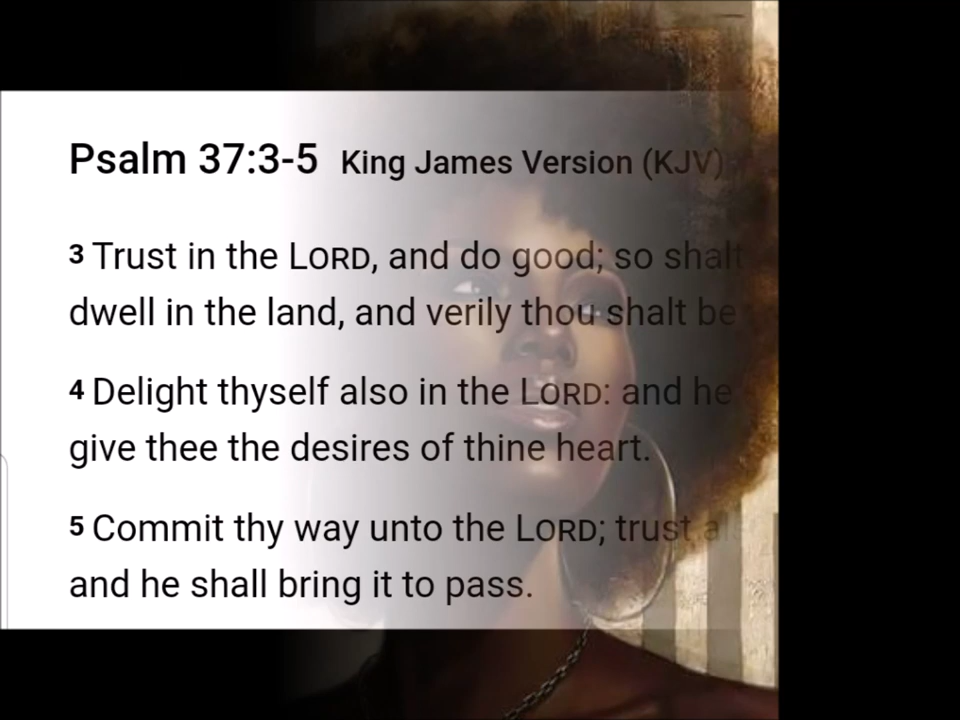 Psalm 37:3-5 King James Version (KJV)
3 Trust in the LORD, and do good; so shalt
dwell in the land, and verily thou shalt be
4 Delight thyself also in the LORD: and he
give thee the desires of thine heart.
5 Commit thy way unto the LORD; trust
and he shall bring it to pass.